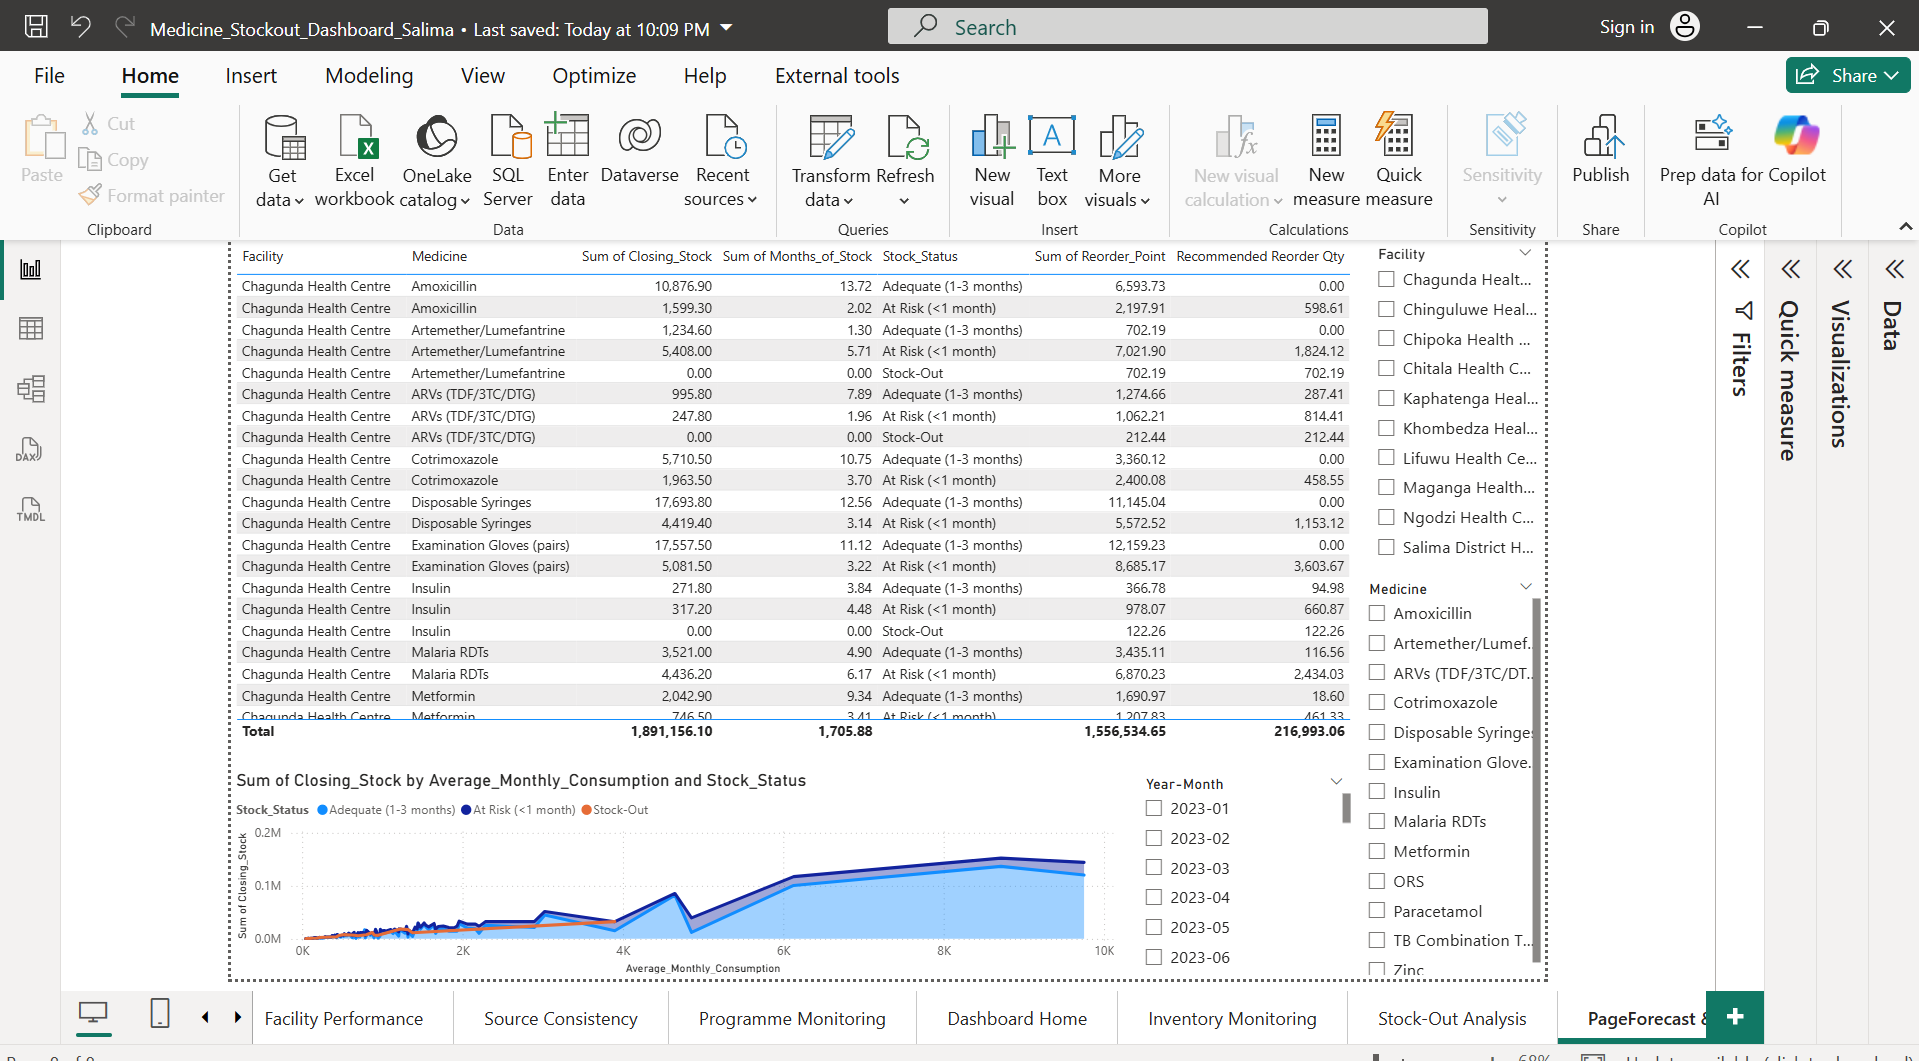 Medicine_Stockout_Dashboard_Salima • Last saved: Today at 10:09 PM
Search
Sign in
File Home Insert Modeling View Optimize Help External tools
Share
Paste
Cut
Copy
Format painter
Clipboard
Get data
Excel workbook
OneLake catalog
SQL Server
Enter data
Dataverse
Recent sources
Data
Transform data
Refresh
Queries
New visual
Text box
More visuals
Insert
New visual calculation
New measure
Quick measure
Calculations
Sensitivity
Sensitivity
Publish
Share
Prep data for AI
Copilot
Copilot
DAX
TMDL
Facility Medicine Sum of Closing_Stock Sum of Months_of_Stock Stock_Status Sum of Reorder_Point Recommended Reorder Qty
Chagunda Health Centre Amoxicillin 10,876.90 13.72 Adequate (1-3 months) 6,593.73 0.00
Chagunda Health Centre Amoxicillin 1,599.30 2.02 At Risk (<1 month) 2,197.91 598.61
Chagunda Health Centre Artemether/Lumefantrine 1,234.60 1.30 Adequate (1-3 months) 702.19 0.00
Chagunda Health Centre Artemether/Lumefantrine 5,408.00 5.71 At Risk (<1 month) 7,021.90 1,824.12
Chagunda Health Centre Artemether/Lumefantrine 0.00 0.00 Stock-Out 702.19 702.19
Chagunda Health Centre ARVs (TDF/3TC/DTG) 995.80 7.89 Adequate (1-3 months) 1,274.66 287.41
Chagunda Health Centre ARVs (TDF/3TC/DTG) 247.80 1.96 At Risk (<1 month) 1,062.21 814.41
Chagunda Health Centre ARVs (TDF/3TC/DTG) 0.00 0.00 Stock-Out 212.44 212.44
Chagunda Health Centre Cotrimoxazole 5,710.50 10.75 Adequate (1-3 months) 3,360.12 0.00
Chagunda Health Centre Cotrimoxazole 1,963.50 3.70 At Risk (<1 month) 2,400.08 458.55
Chagunda Health Centre Disposable Syringes 17,693.80 12.56 Adequate (1-3 months) 11,145.04 0.00
Chagunda Health Centre Disposable Syringes 4,419.40 3.14 At Risk (<1 month) 5,572.52 1,153.12
Chagunda Health Centre Examination Gloves (pairs) 17,557.50 11.12 Adequate (1-3 months) 12,159.23 0.00
Chagunda Health Centre Examination Gloves (pairs) 5,081.50 3.22 At Risk (<1 month) 8,685.17 3,603.67
Chagunda Health Centre Insulin 271.80 3.84 Adequate (1-3 months) 366.78 94.98
Chagunda Health Centre Insulin 317.20 4.48 At Risk (<1 month) 978.07 660.87
Chagunda Health Centre Insulin 0.00 0.00 Stock-Out 122.26 122.26
Chagunda Health Centre Malaria RDTs 3,521.00 4.90 Adequate (1-3 months) 3,435.11 116.56
Chagunda Health Centre Malaria RDTs 4,436.20 6.17 At Risk (<1 month) 6,870.23 2,434.03
Chagunda Health Centre Metformin 2,042.90 9.34 Adequate (1-3 months) 1,690.97 18.60
Chagunda Health Centre Metformin 746.50 3.41 At Risk (<1 month) 1,207.83 461.33
Total 1,891,156.10 1,705.88 1,556,534.65 216,993.06
Facility
Chagunda Healt...
Chinguluwe Heal...
Chipoka Health ...
Chitala Health C...
Kaphatenga Heal...
Khombedza Heal...
Lifuwu Health Ce...
Maganga Health...
Ngodzi Health C...
Salima District H...
Medicine
Amoxicillin
Artemether/Lumef...
ARVs (TDF/3TC/DT...
Cotrimoxazole
Disposable Syringes
Examination Glove...
Insulin
Malaria RDTs
Metformin
ORS
Paracetamol
TB Combination T...
Zinc
Sum of Closing_Stock by Average_Monthly_Consumption and Stock_Status
Stock_Status Adequate (1-3 months) At Risk (<1 month) Stock-Out
Sum of Closing_Stock
0.2M
0.1M
0.0M
0K 2K 4K 6K 8K 10K
Average_Monthly_Consumption
Year-Month
2023-01
2023-02
2023-03
2023-04
2023-05
2023-06
Filters
Quick measure
Visualizations
Data
Facility Performance Source Consistency Programme Monitoring Dashboard Home Inventory Monitoring Stock-Out Analysis PageForecast &
68%